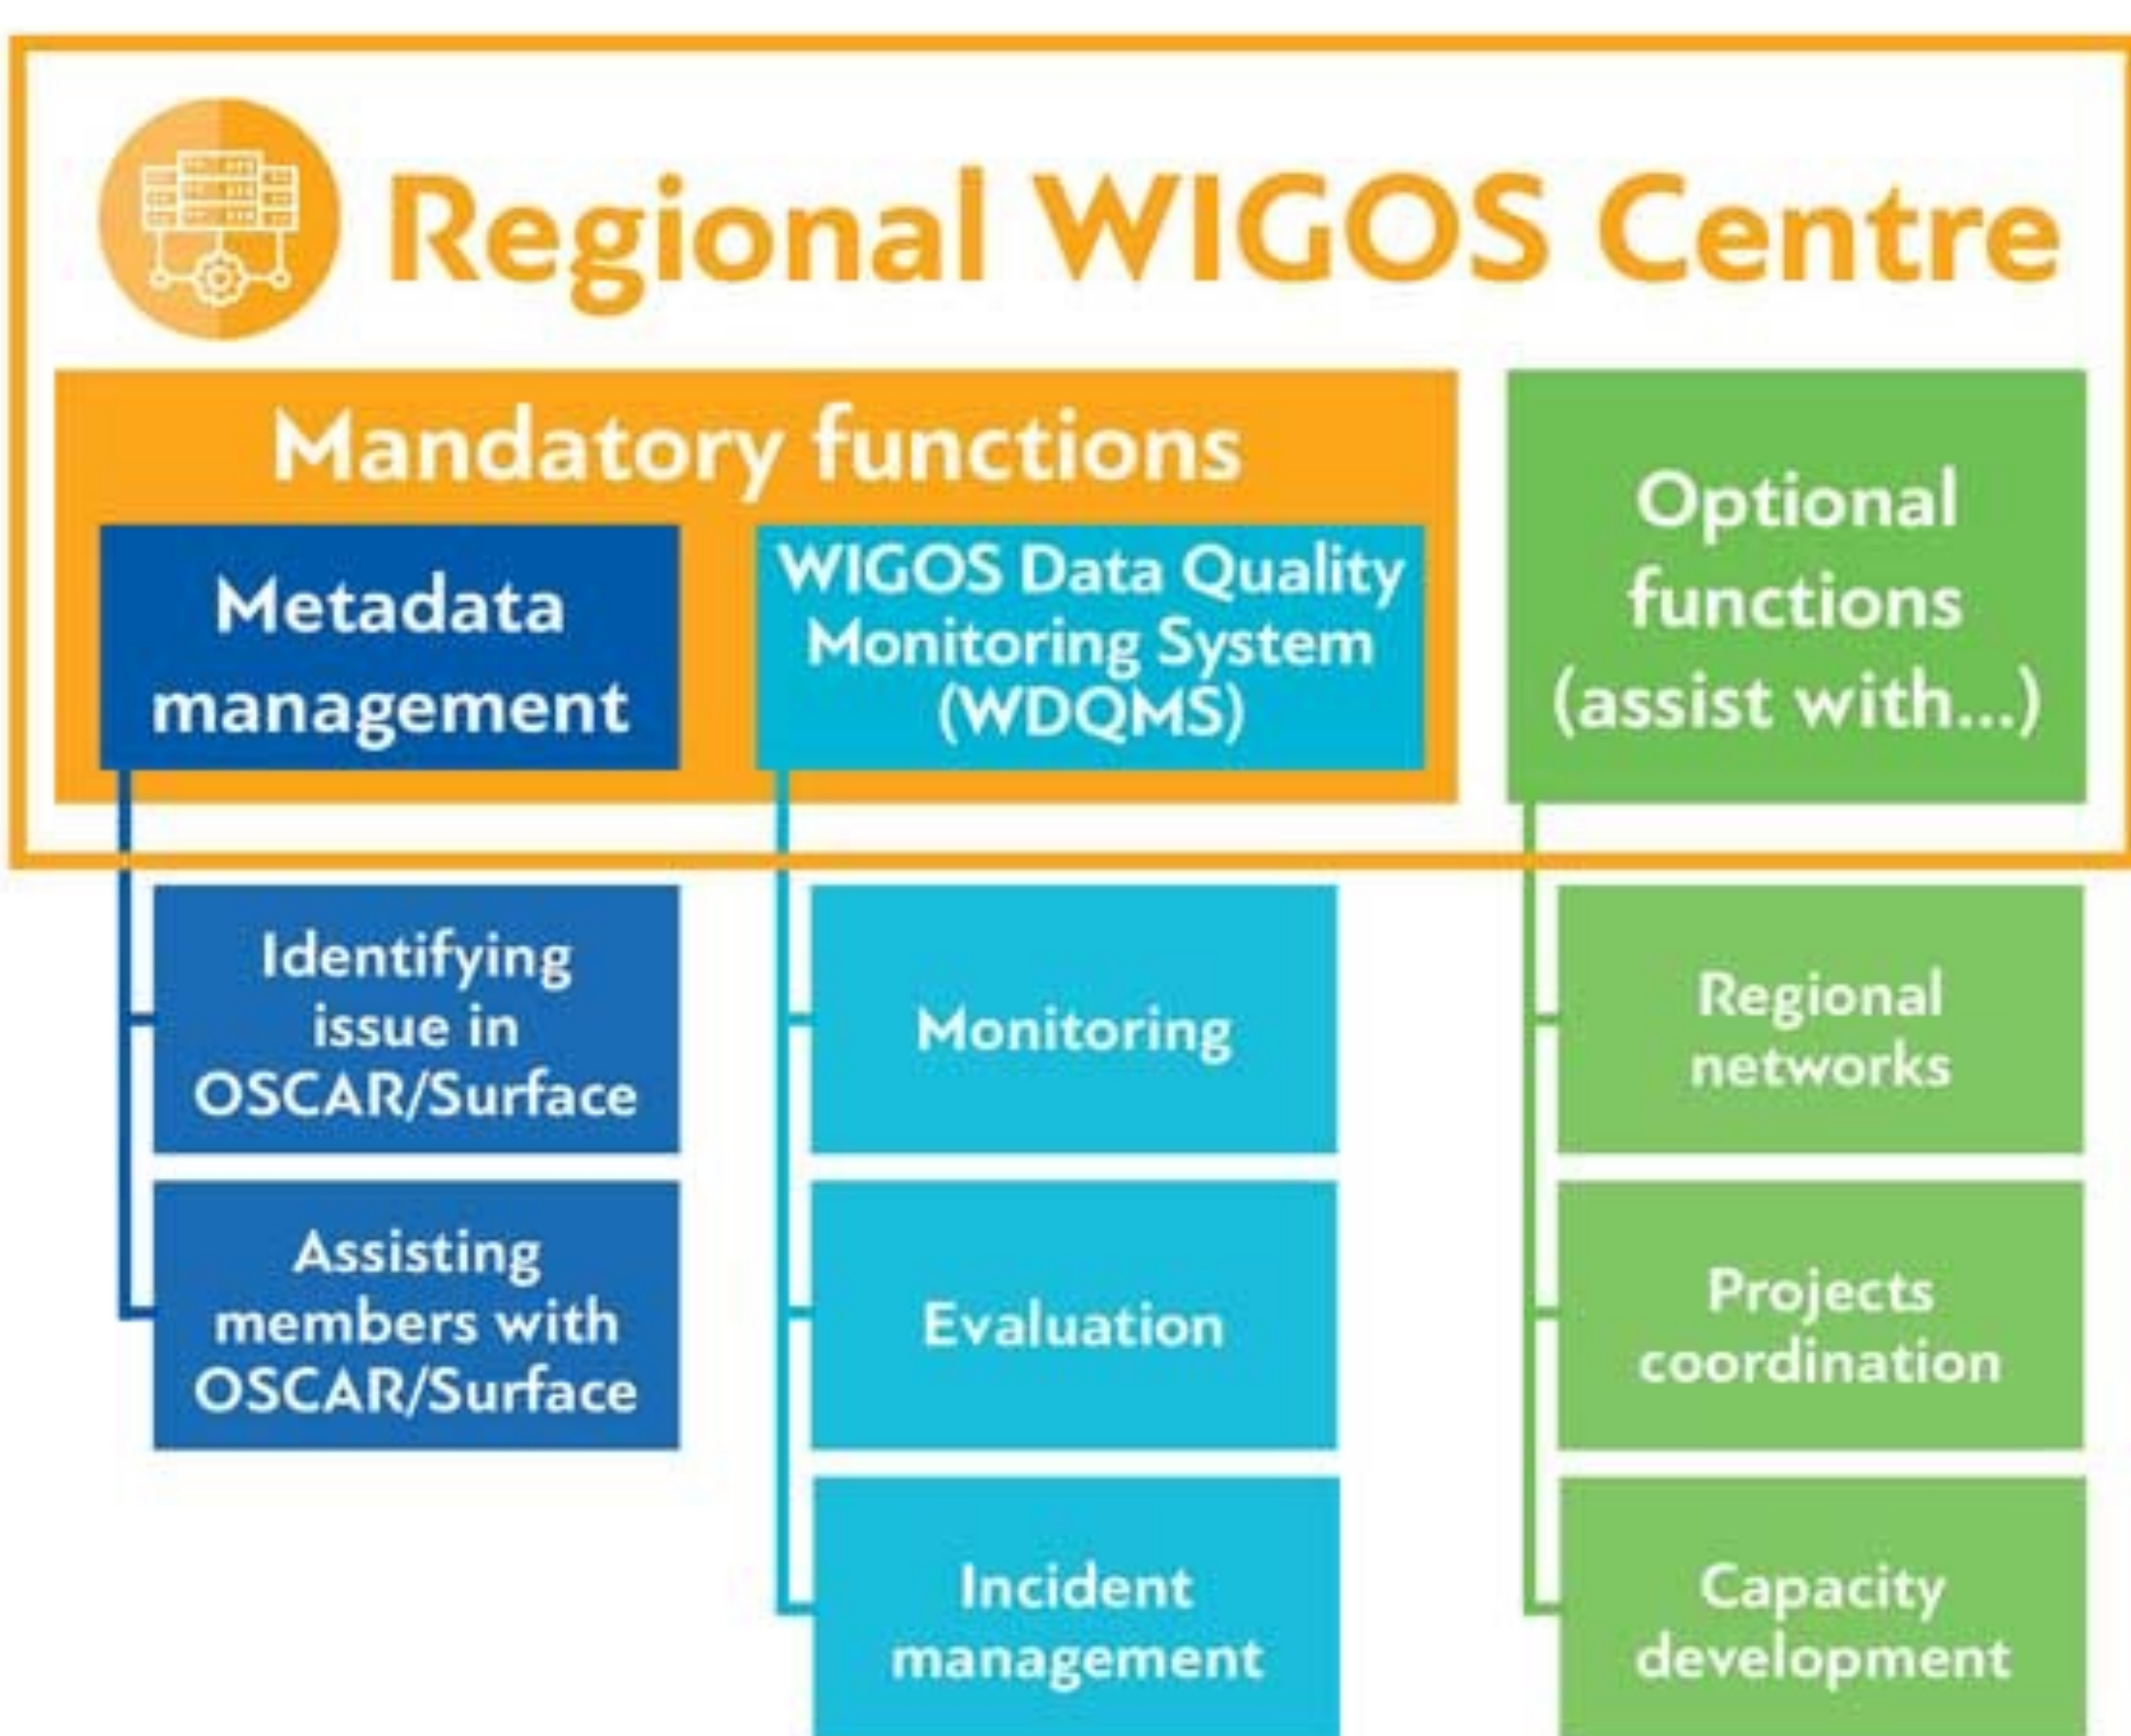 Regional WIGOS Centre
Mandatory functions
Metadata
management
WIGOS Data Quality
Monitoring System
(WDQMS)
Optional
functions
(assist with...)
Identifying
issue in
OSCAR/Surface
Assisting
members with
OSCAR/Surface
Monitoring
Evaluation
Incident
management
Regional
networks
Projects
coordination
Capacity
development